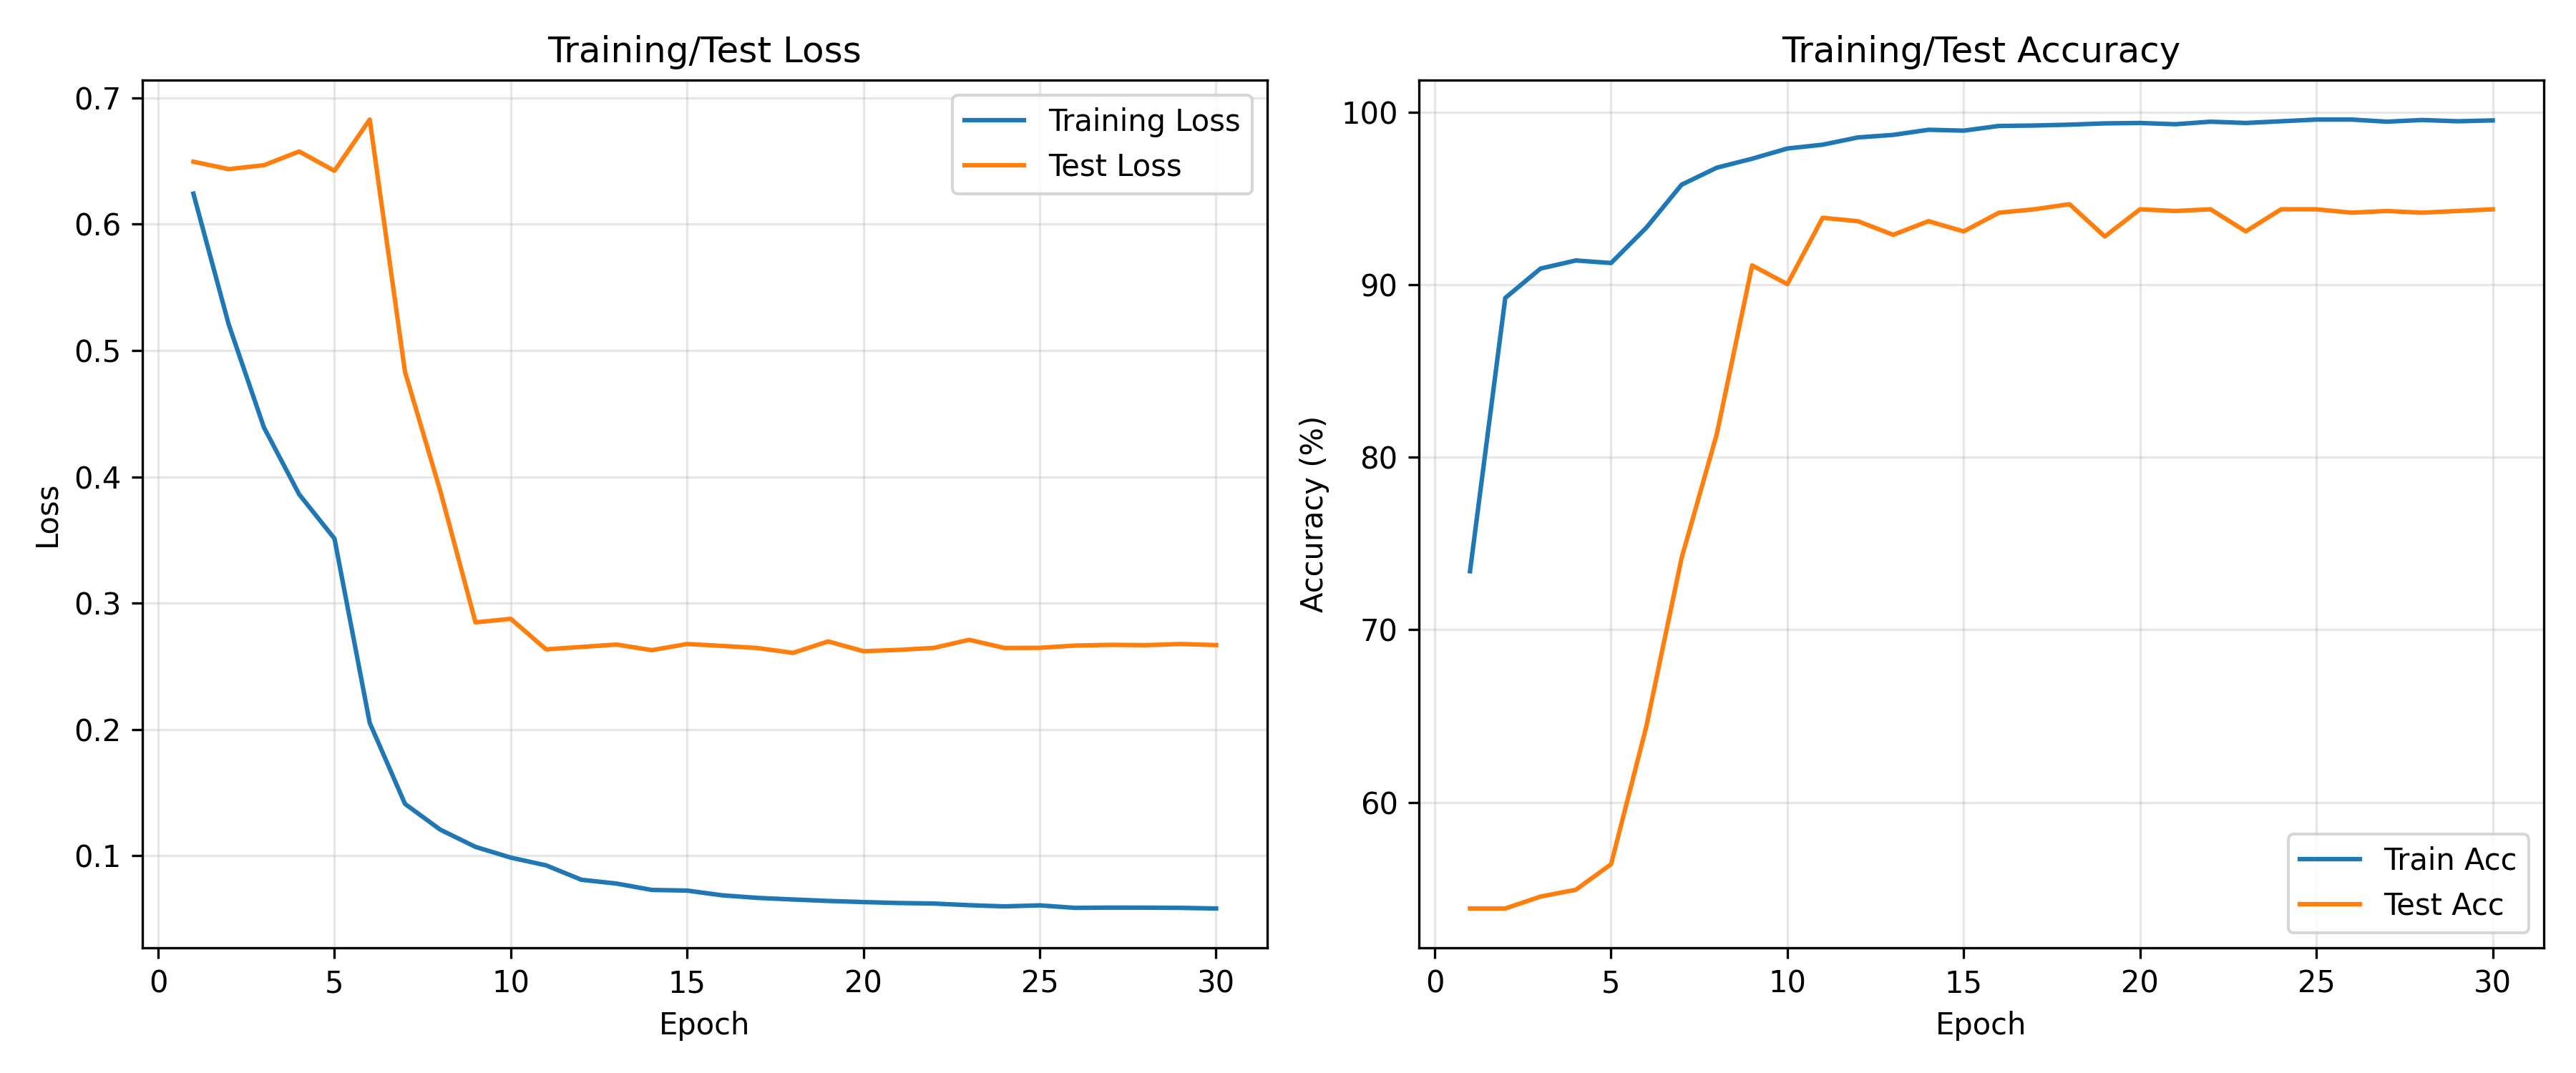 Training/Test Loss
0.7
0.6
0.5
0.4
0.3
0.2
0.1
Loss
0 5 10 15 20 25 30
Epoch
Training Loss
Test Loss
Training/Test Accuracy
100
90
80
70
60
Accuracy (%)
0 5 10 15 20 25 30
Epoch
Train Acc
Test Acc